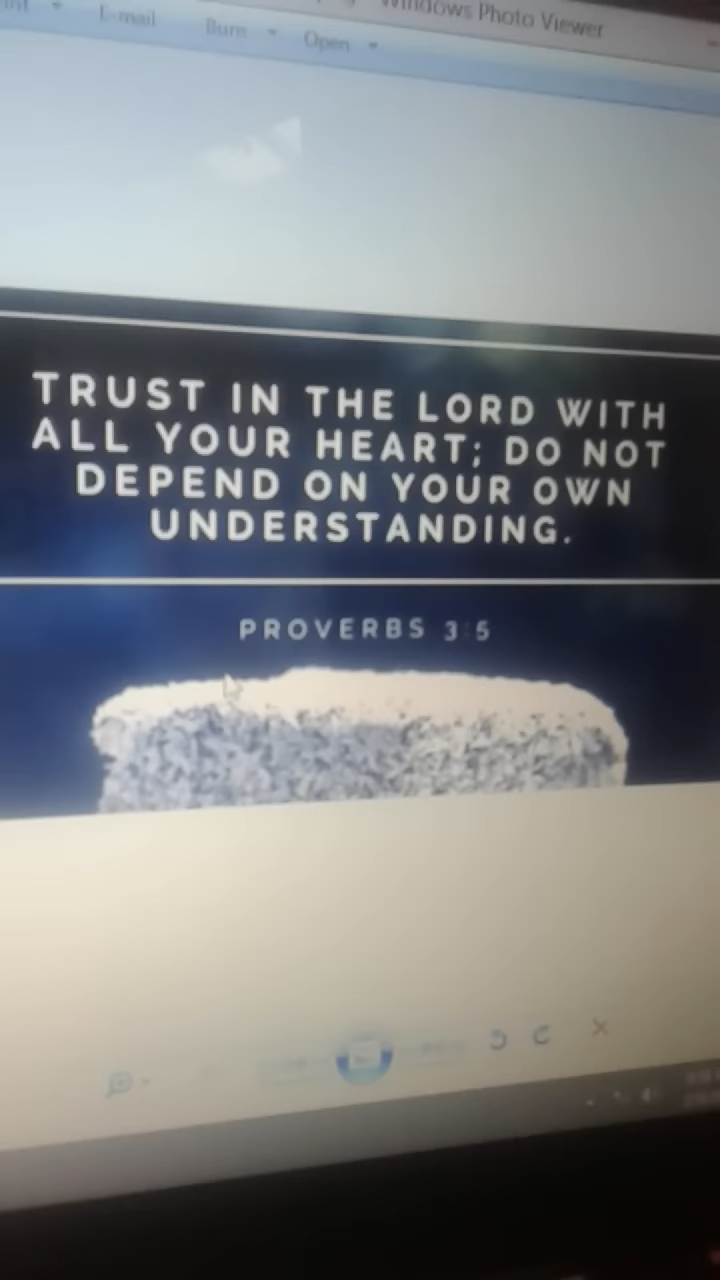 E-mail Burn Open
Windows Photo Viewer
TRUST IN THE LORD WITH
ALL YOUR HEART; DO NOT
DEPEND ON YOUR OWN
UNDERSTANDING.
PROVERBS 3:5